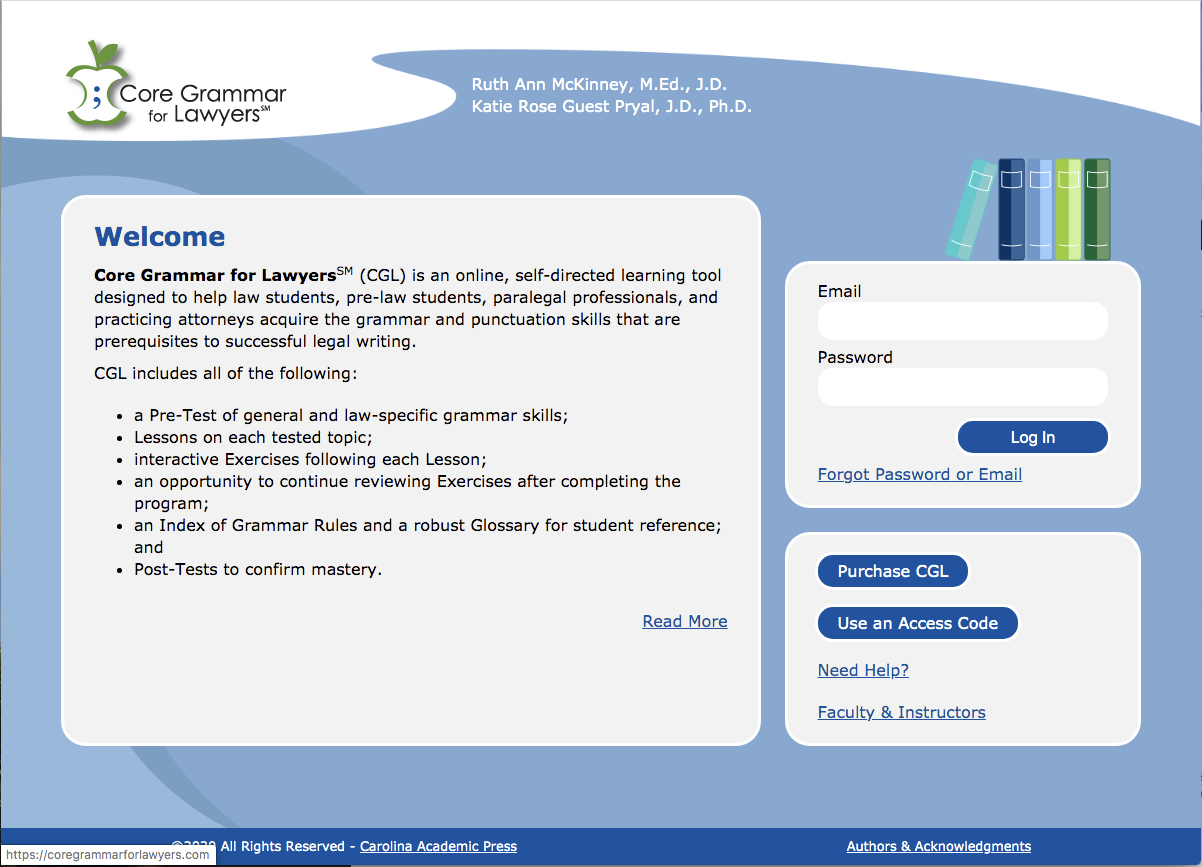 ;
Core Grammar
for Lawyers℠
Ruth Ann McKinney, M.Ed., J.D.
Katie Rose Guest Pryal, J.D., Ph.D.
Welcome
Core Grammar for Lawyers℠ (CGL) is an online, self-directed learning tool
designed to help law students, pre-law students, paralegal professionals, and
practicing attorneys acquire the grammar and punctuation skills that are
prerequisites to successful legal writing.
CGL includes all of the following:
• a Pre-Test of general and law-specific grammar skills;
• Lessons on each tested topic;
• interactive Exercises following each Lesson;
• an opportunity to continue reviewing Exercises after completing the
program;
• an Index of Grammar Rules and a robust Glossary for student reference;
and
• Post-Tests to confirm mastery.
Read More
Email
Password
Log In
Forgot Password or Email
Purchase CGL
Use an Access Code
Need Help?
Faculty & Instructors
All Rights Reserved - Carolina Academic Press
Authors & Acknowledgments
https://coregrammarforlawyers.com